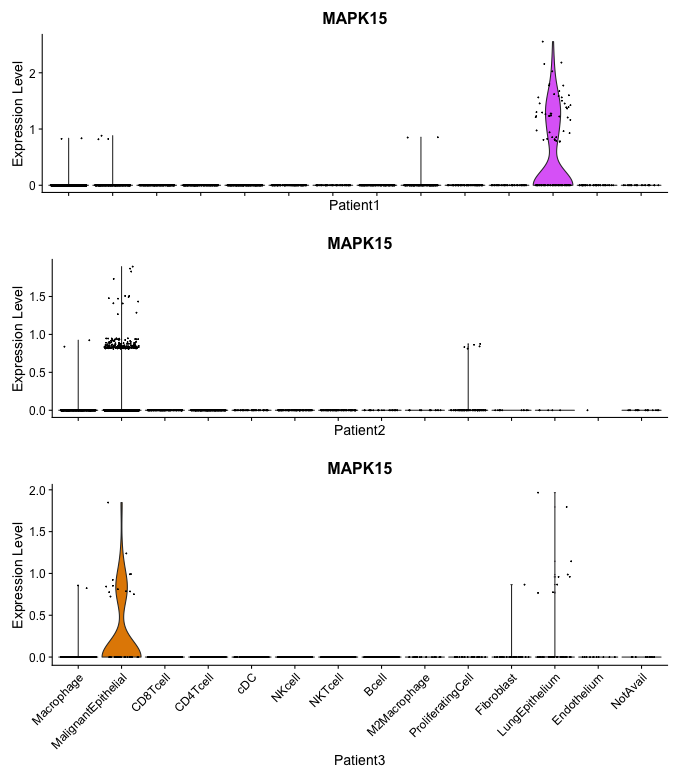 MAPK15
Expression Level
2
1
0
Patient1
MAPK15
Expression Level
1.5
1.0
0.5
0.0
Patient2
MAPK15
Expression Level
2.0
1.5
1.0
0.5
0.0
Macrophage
MalignantEpithelial
CD8Tcell
CD4Tcell
cDC
NKcell
NKTcell
Bcell
M2Macrophage
ProliferatingCell
Fibroblast
LungEpithelium
Endothelium
NotAvail
Patient3